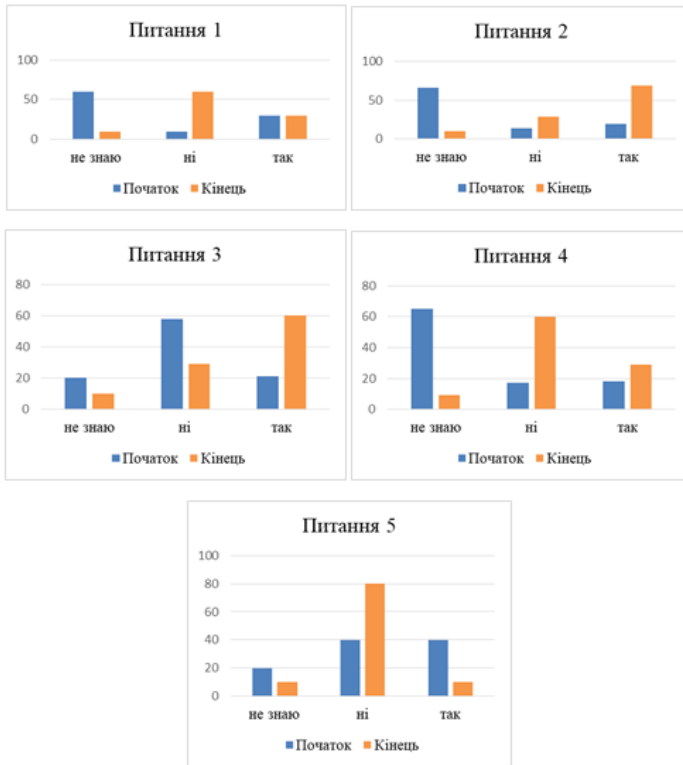 Питання 1
100
50
0
не знаю ні так
Початок Кінець
Питання 2
100
50
0
не знаю ні так
Початок Кінець
Питання 3
80
60
40
20
0
не знаю ні так
Початок Кінець
Питання 4
80
60
40
20
0
не знаю ні так
Початок Кінець
Питання 5
100
80
60
40
20
0
не знаю ні так
Початок Кінець